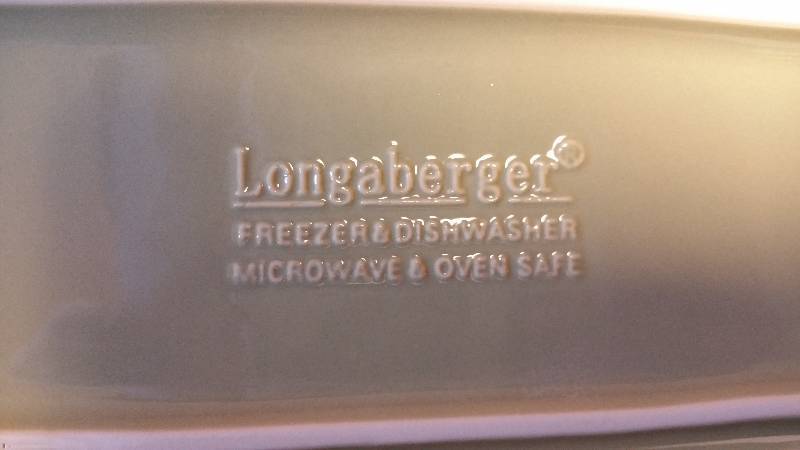 Longaberger®
FREEZER & DISHWASHER
MICROWAVE & OVEN SAFE